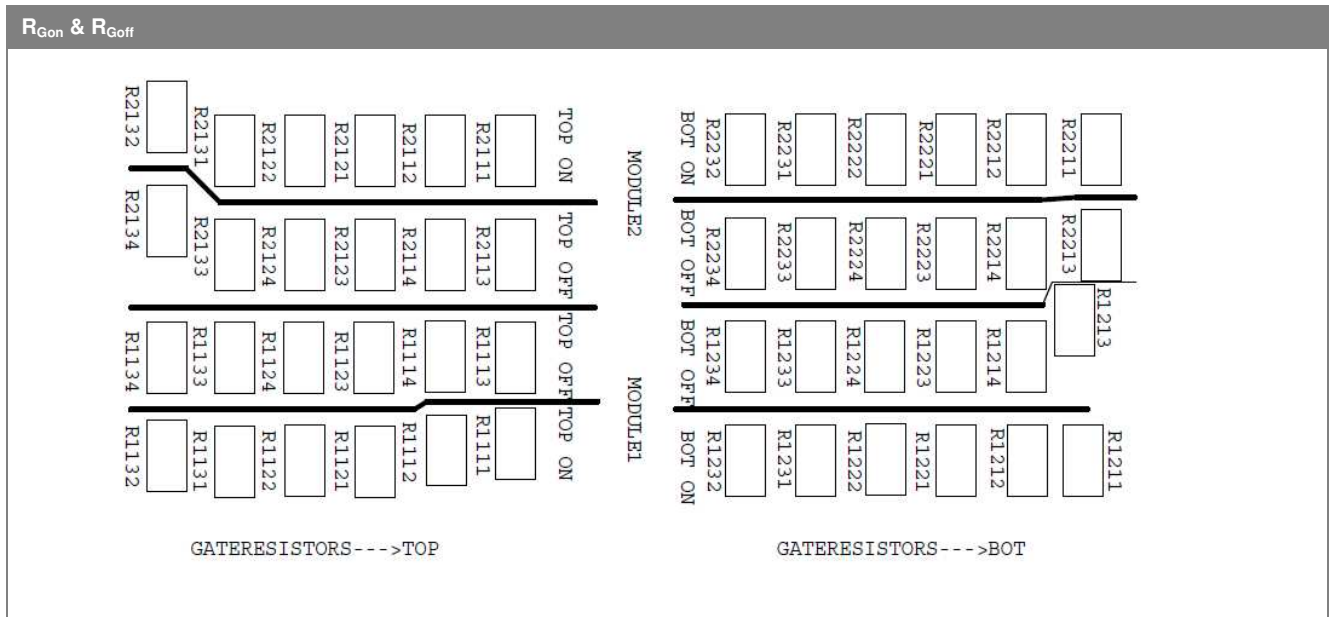 RGon & RGoff
R2132
R2131
R2122
R2121
R2112
R2111
TOP ON
R2134
R2133
R2124
R2123
R2114
R2113
TOP OFF
MODULE2
BOT ON
R2232
R2231
R2222
R2221
R2212
R2211
BOT OFF
R2234
R2233
R2224
R2223
R2214
R2213
R1134
R1133
R1124
R1123
R1114
R1113
TOP OFF
R1132
R1131
R1122
R1121
R1112
R1111
TOP ON
MODULE1
BOT OFF
R1234
R1233
R1224
R1223
R1214
R1213
BOT ON
R1232
R1231
R1222
R1221
R1212
R1211
GATERESISTORS--->TOP
GATERESISTORS--->BOT